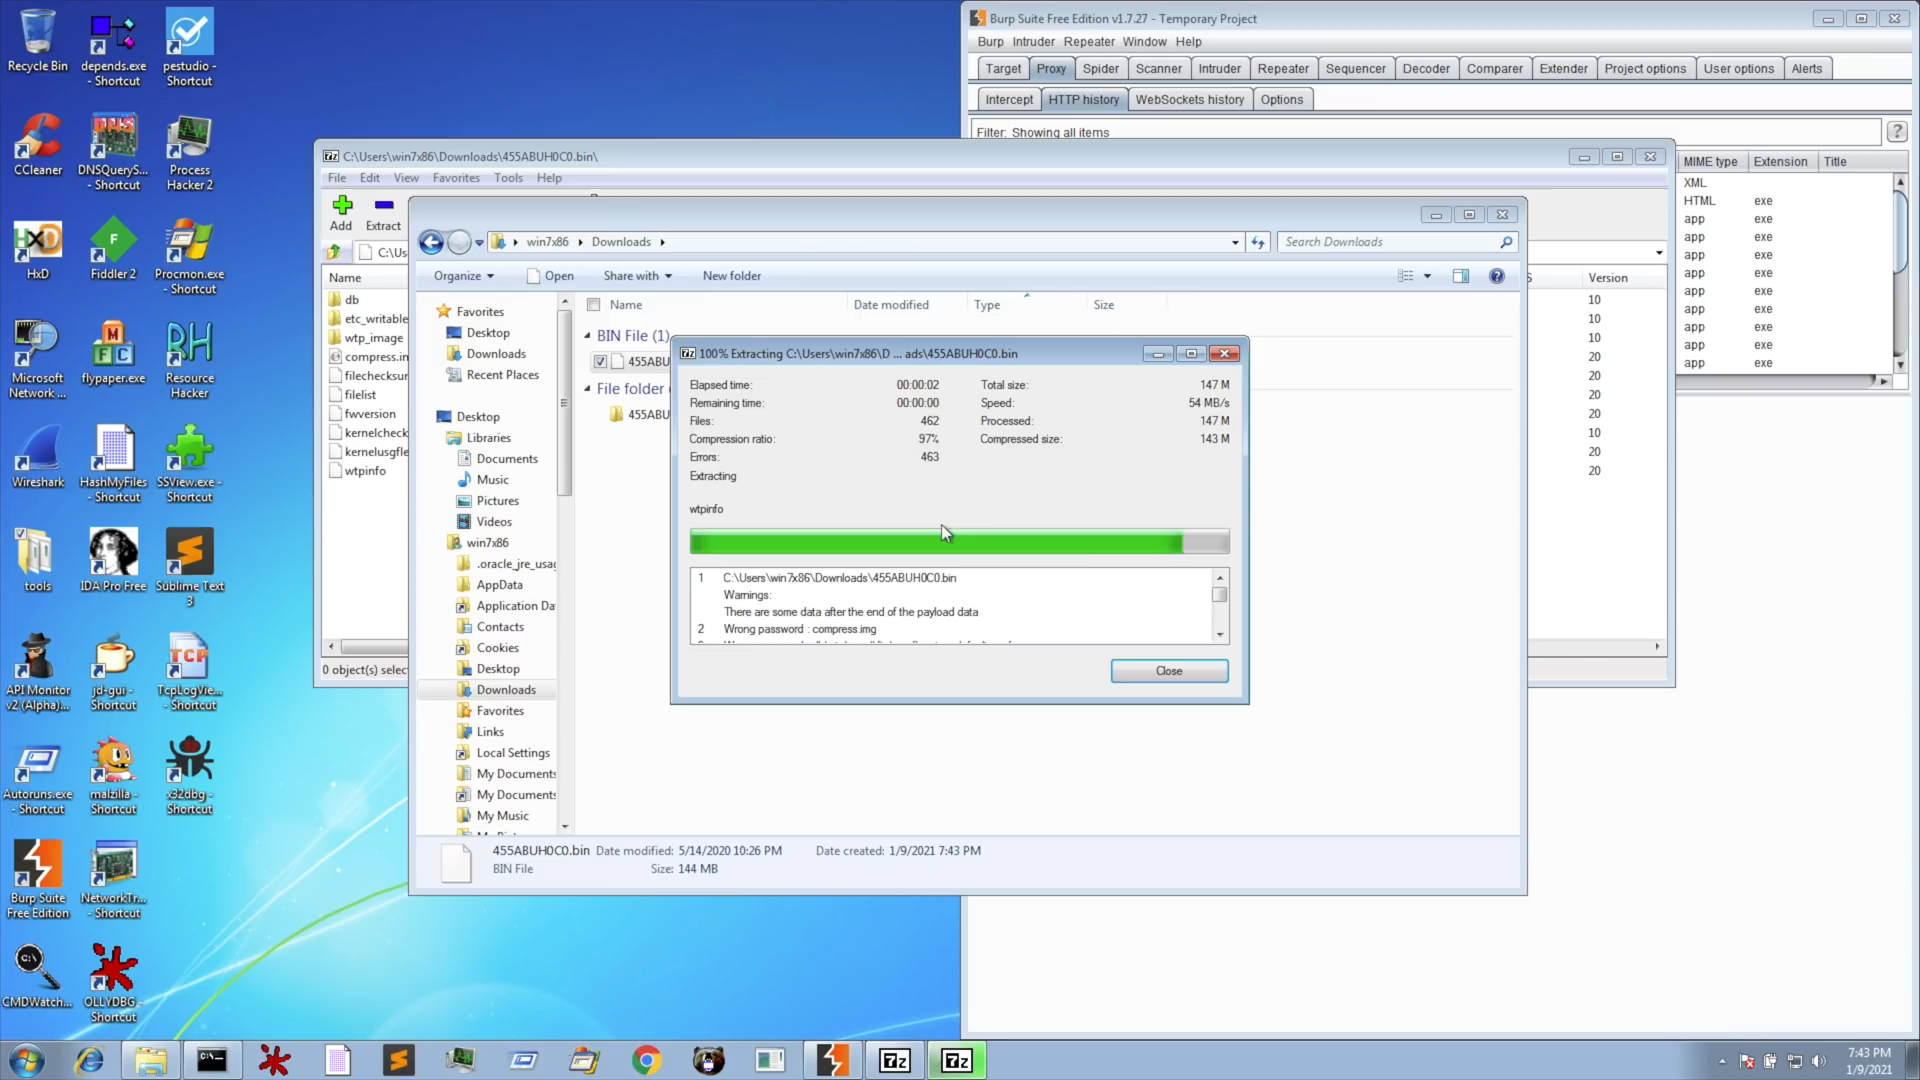 Recycle Bin
depends.exe - Shortcut
pestudio - Shortcut
CCleaner
DNSQueryS... - Shortcut
Process Hacker 2
HxD
Fiddler 2
Procmon.exe - Shortcut
Microsoft Network ...
flypaper.exe
Resource Hacker
Wireshark
HashMyFiles - Shortcut
SSView.exe - Shortcut
tools
IDA Pro Free
Sublime Text 3
API Monitor v2 (Alpha)...
jd-gui - Shortcut
TcpLogVie... - Shortcut
Autoruns.exe - Shortcut
malzilla - Shortcut
x32dbg - Shortcut
Burp Suite Free Edition
NetworkTr... - Shortcut
CMDWatch...
OLLYDBG - Shortcut
Burp Suite Free Edition v1.7.27 - Temporary Project
Burp Intruder Repeater Window Help
Target Proxy Spider Scanner Intruder Repeater Sequencer Decoder Comparer Extender Project options User options Alerts
Intercept HTTP history WebSockets history Options
Filter: Showing all items
?
MIME type Extension Title
XML
HTML exe
app exe
app exe
app exe
app exe
app exe
app exe
app exe
app exe
app exe
C:\Users\win7x86\Downloads\455ABUH0C0.bin\
File Edit View Favorites Tools Help
Add Extract
C:\Us
Name
Version
db 10
etc_writable 10
wtp_image 10
compress.in 20
filechecksur 20
filelist 20
fwversion 20
kernelcheck 10
kernelusgfle 20
wtpinfo 20
0 object(s) selec
win7x86 Downloads
Search Downloads
Organize Open Share with New folder
Name Date modified Type Size
Favorites
Desktop
Downloads
Recent Places
Desktop
Libraries
Documents
Music
Pictures
Videos
win7x86
.oracle_jre_usag
AppData
Application Da
Contacts
Cookies
Desktop
Downloads
Favorites
Links
Local Settings
My Documents
My Documents
My Music
BIN File (1)
455ABU
File folder
455ABU
455ABUH0C0.bin Date modified: 5/14/2020 10:26 PM Date created: 1/9/2021 7:43 PM
BIN File Size: 144 MB
100% Extracting C:\Users\win7x86\D ... ads\455ABUH0C0.bin
Elapsed time: 00:00:02 Total size: 147 M
Remaining time: 00:00:00 Speed: 54 MB/s
Files: 462 Processed: 147 M
Compression ratio: 97% Compressed size: 143 M
Errors: 463
Extracting
wtpinfo
1 C:\Users\win7x86\Downloads\455ABUH0C0.bin
Warnings:
There are some data after the end of the payload data
2 Wrong password : compress.img
Close
7:43 PM
1/9/2021